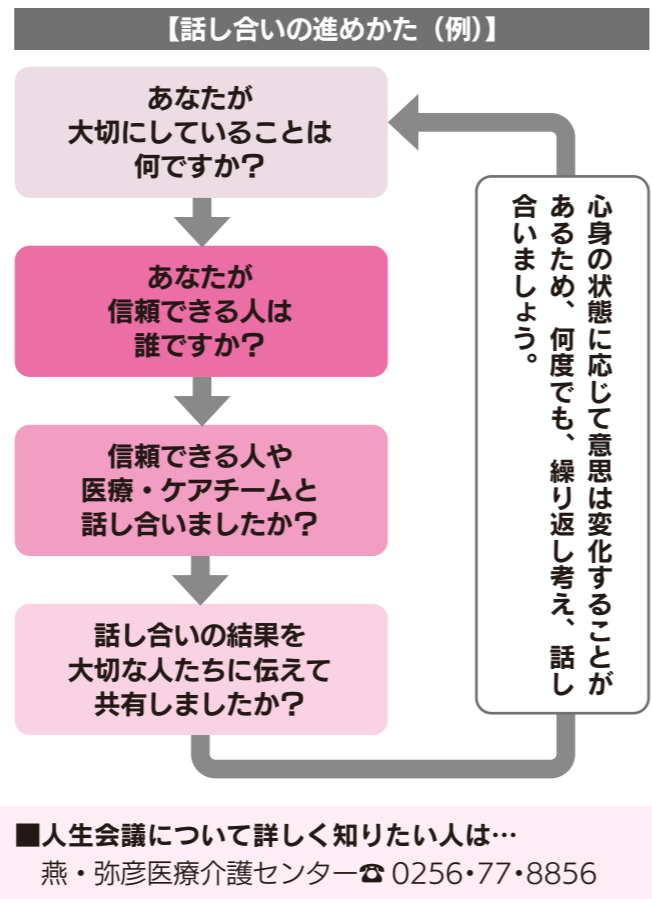 【話し合いの進めかた（例）】
あなたが
大切にしていることは
何ですか？
あなたが
信頼できる人は
誰ですか？
信頼できる人や
医療・ケアチームと
話し合いましたか？
話し合いの結果を
大切な人たちに伝えて
共有しましたか？
心身の状態に応じて意思は変化することが
あるため、何度でも、繰り返し考え、話し
合いましょう。
■人生会議について詳しく知りたい人は…
燕・弥彦医療介護センター☎0256・77・8856